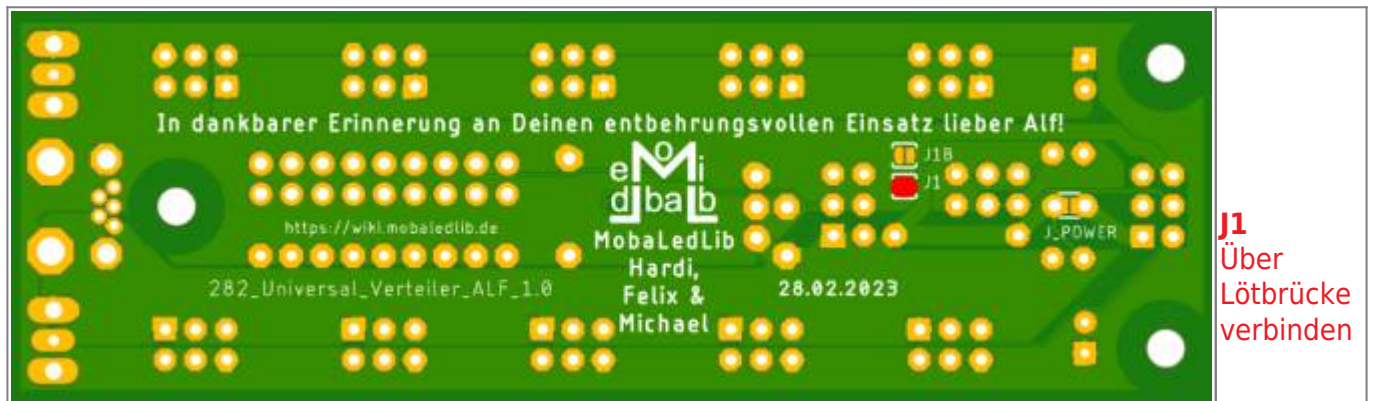 In dankbarer Erinnerung an Deinen entbehrungsvollen Einsatz lieber Alf!
J1B
J1
e M o i
d ba l b
https://wiki.mobaledlib.de
MobaLedLib
Hardi,
Felix &
Michael
J_POWER
282_Universal_Verteiler_ALF_1.0
28.02.2023
J1
Über
Lötbrücke
verbinden